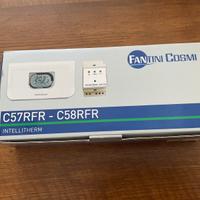 FANTINI COSMI
C57RFR - C58RFR
INTELLITHERM